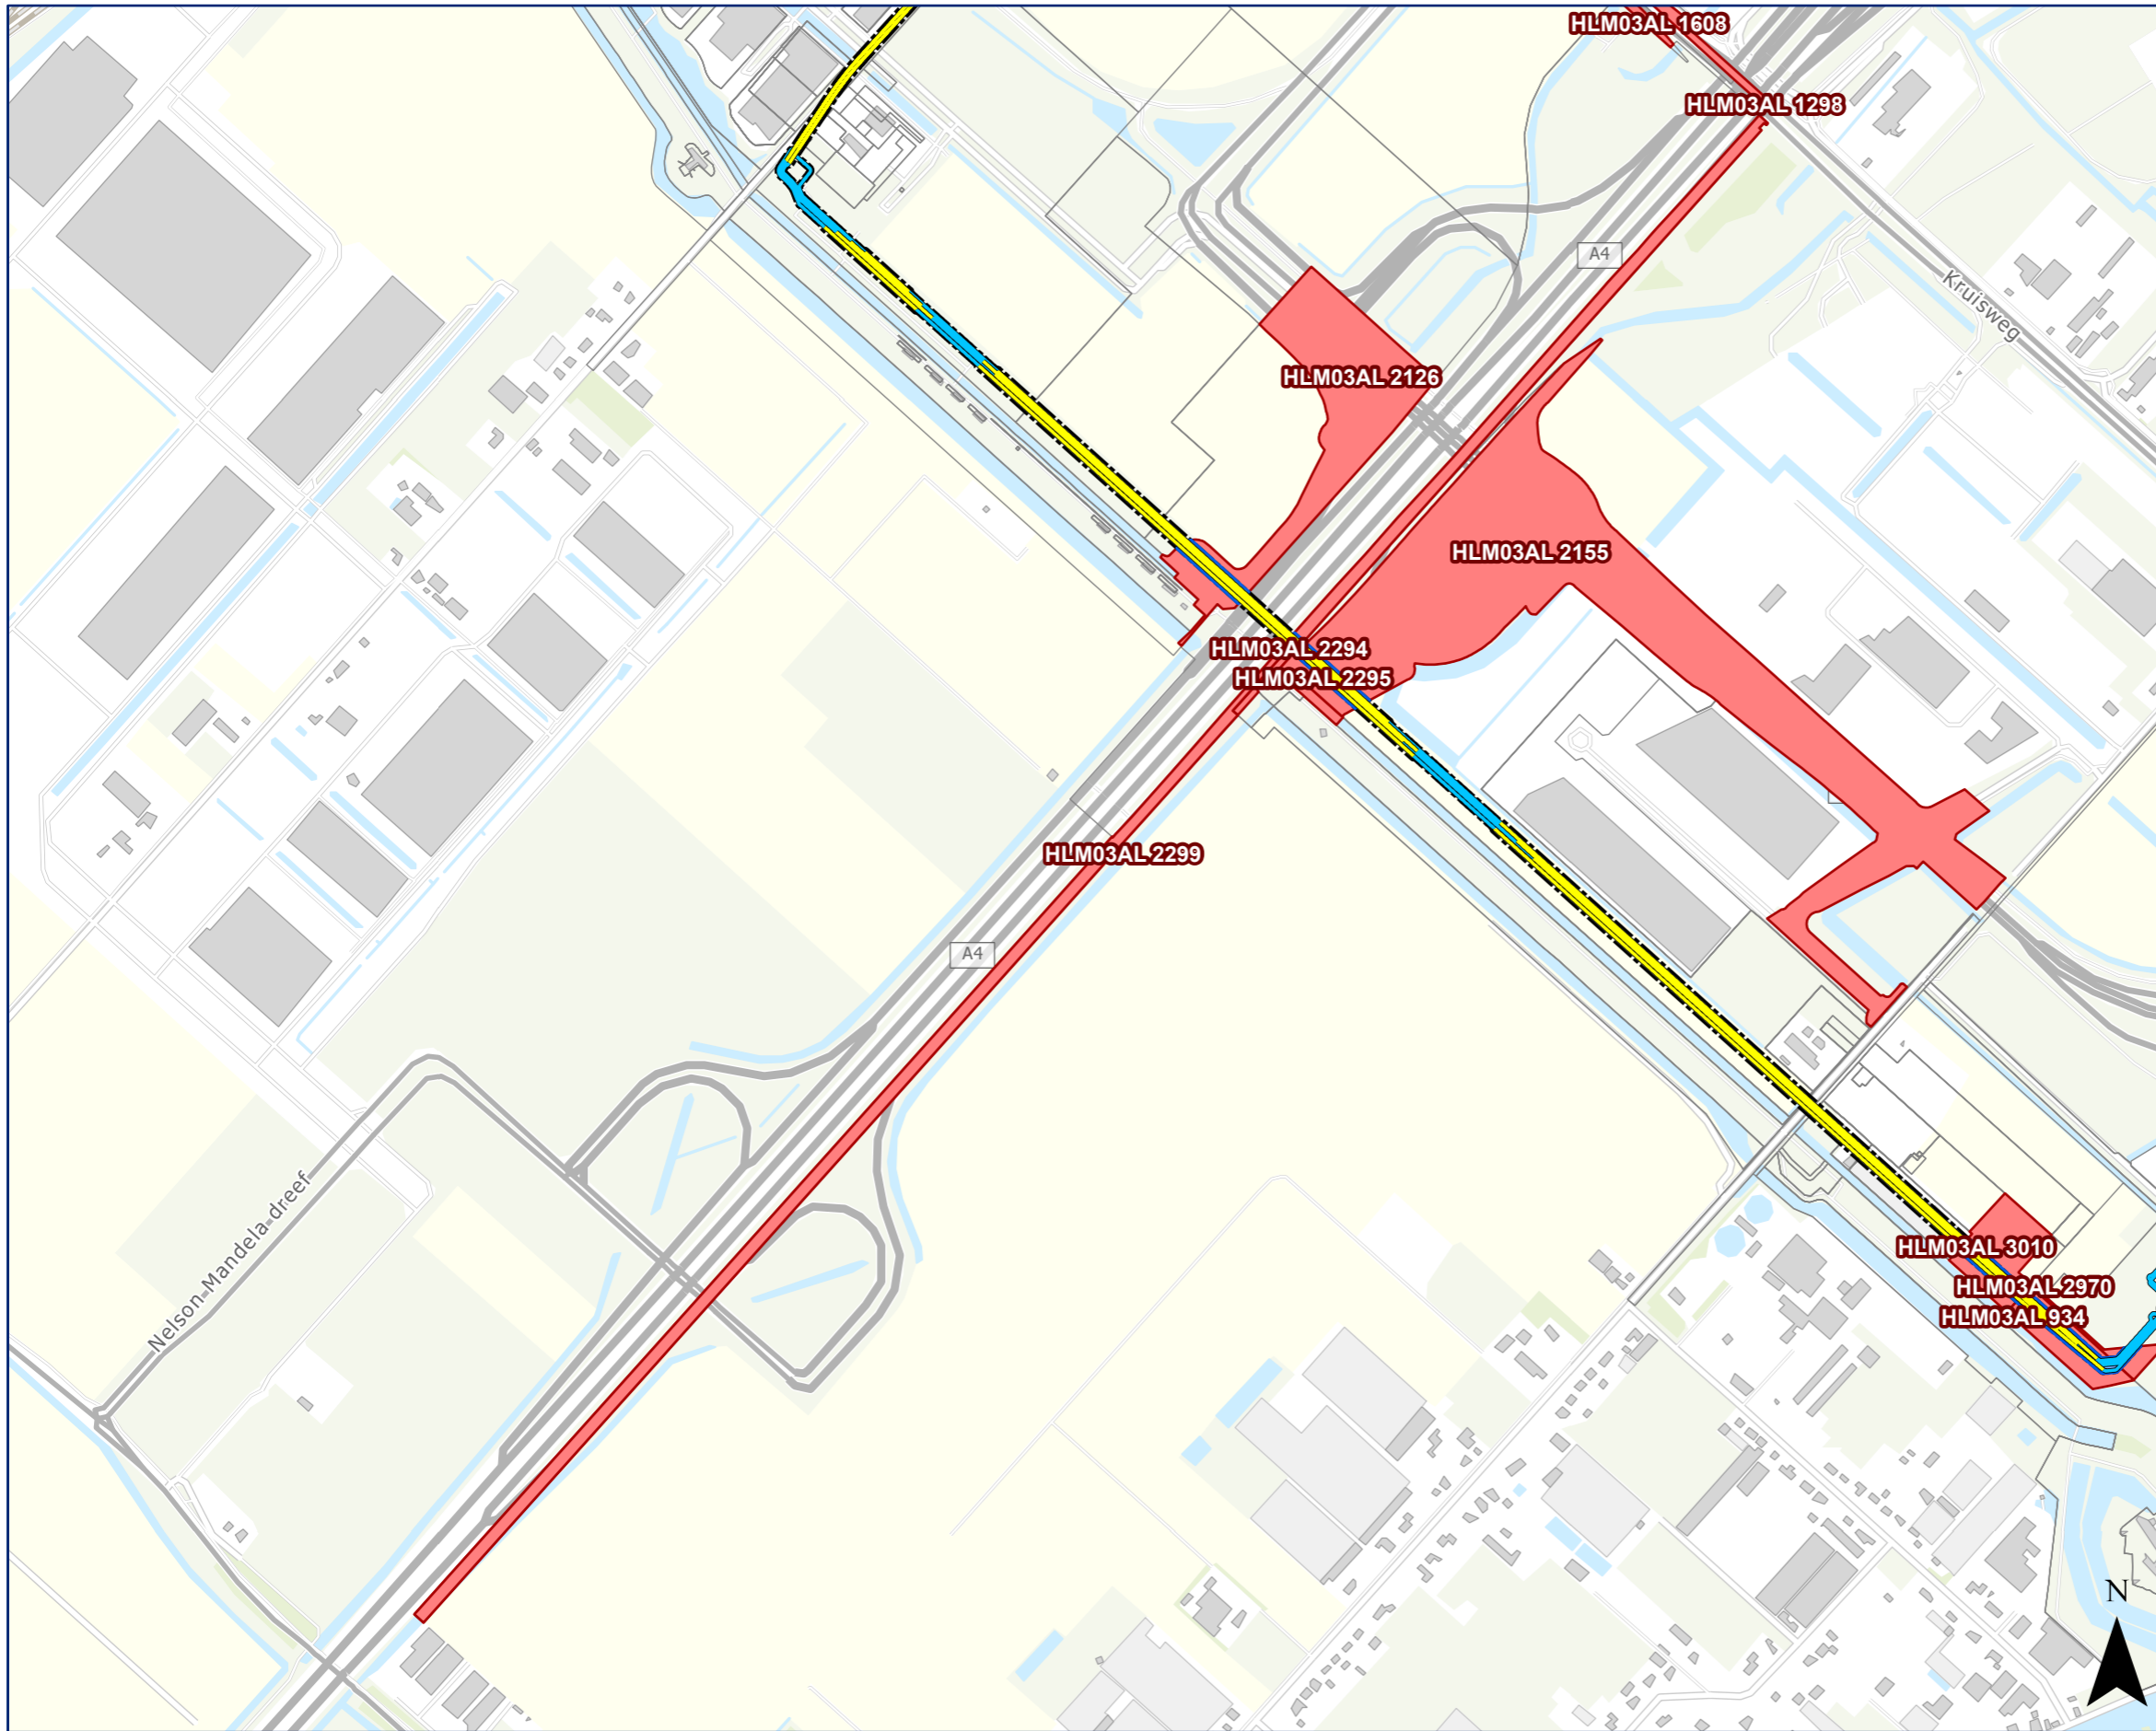 HLM03AL 1608
HLM03AL 1298
A4
Kruisweg
HLM03AL 2126
HLM03AL 2155
HLM03AL 2294
HLM03AL 2295
HLM03AL 2299
A4
Nelson Mandela dreef
HLM03AL 3010
HLM03AL 2970
HLM03AL 934
N